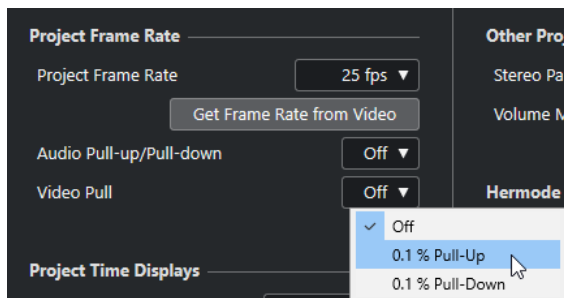 Project Frame Rate
Other Pro
Project Frame Rate 25 fps
Stereo Pa
Get Frame Rate from Video
Volume M
Audio Pull-up/Pull-down Off
Video Pull Off
Hermode
Off
0.1 % Pull-Up
Project Time Displays
0.1 % Pull-Down